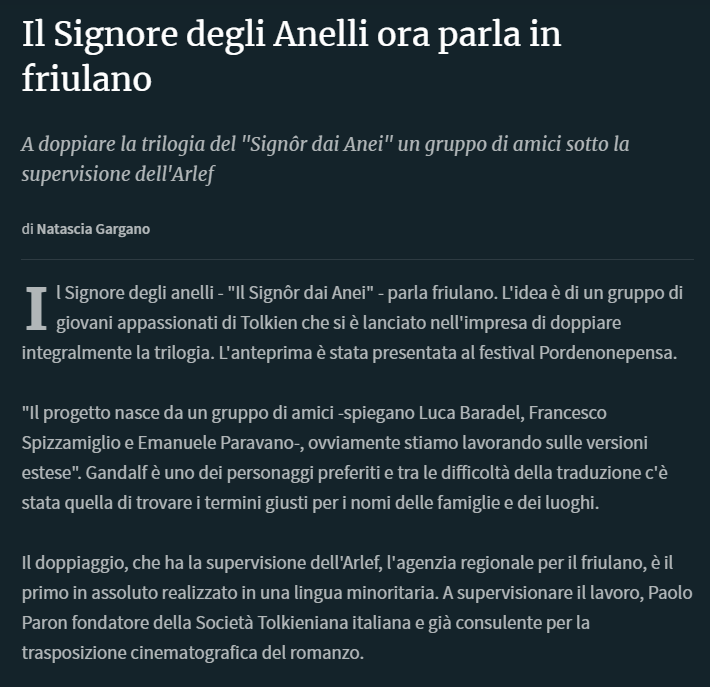 Il Signore degli Anelli ora parla in
friulano
A doppiare la trilogia del "Signôr dai Anei" un gruppo di amici sotto la
supervisione dell'Arlef
di Natascia Gargano
Il Signore degli anelli - "Il Signôr dai Anei" - parla friulano. L'idea è di un gruppo di
giovani appassionati di Tolkien che si è lanciato nell'impresa di doppiare
integralmente la trilogia. L'anteprima è stata presentata al festival Pordenonepensa.
"Il progetto nasce da un gruppo di amici -spiegano Luca Baradel, Francesco
Spizzamiglio e Emanuele Paravano-, ovviamente stiamo lavorando sulle versioni
estese". Gandalf è uno dei personaggi preferiti e tra le difficoltà della traduzione c'è
stata quella di trovare i termini giusti per i nomi delle famiglie e dei luoghi.
Il doppiaggio, che ha la supervisione dell'Arlef, l'agenzia regionale per il friulano, è il
primo in assoluto realizzato in una lingua minoritaria. A supervisionare il lavoro, Paolo
Paron fondatore della Società Tolkieniana italiana e già consulente per la
trasposizione cinematografica del romanzo.